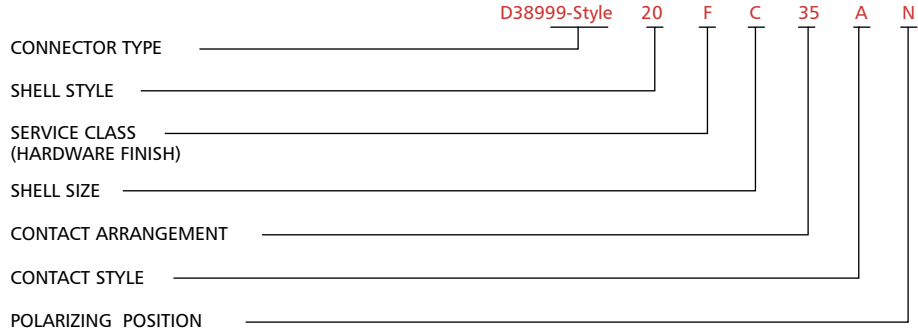 D38999-Style 20 F C 35 A N
CONNECTOR TYPE
SHELL STYLE
SERVICE CLASS
(HARDWARE FINISH)
SHELL SIZE
CONTACT ARRANGEMENT
CONTACT STYLE
POLARIZING POSITION